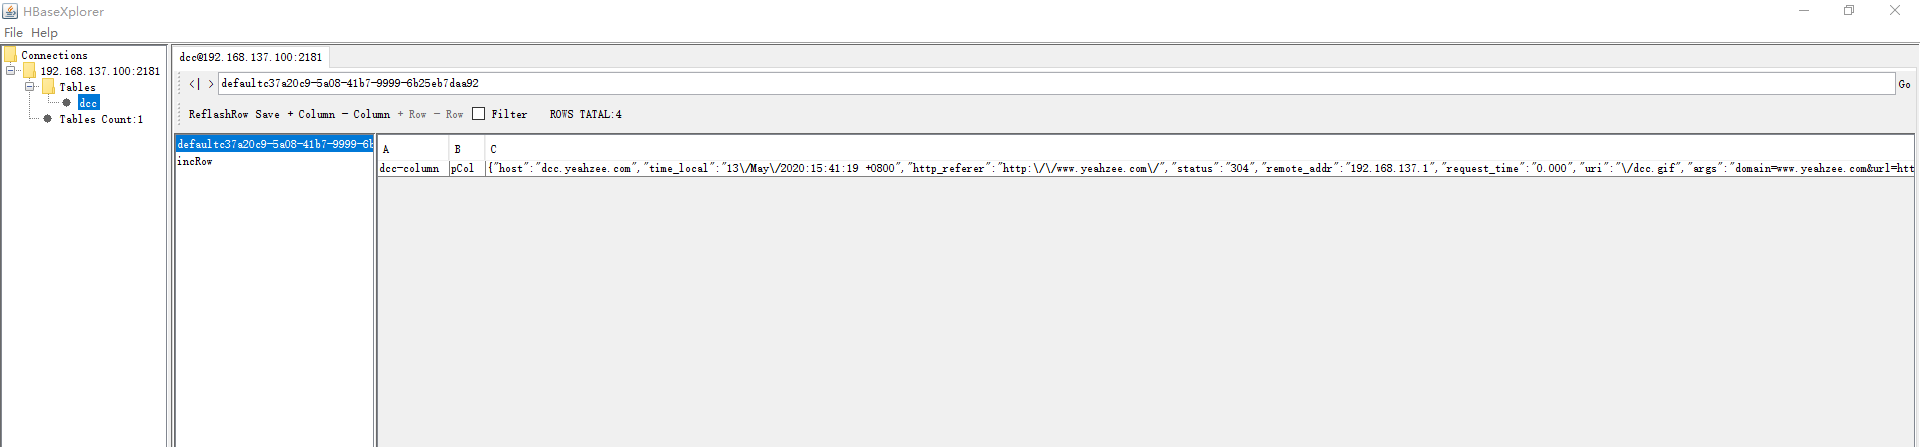 HBaseXplorer
File Help
Connections
192.168.137.100:2181
Tables
dcc
Tables Count:1
dcc@192.168.137.100:2181
<| > defaultc37a20c9-5a08-41b7-9999-6b25eb7daa92 Go
ReflashRow Save + Column - Column + Row - Row Filter ROWS TATAL:4
defaultc37a20c9-5a08-41b7-9999-6b
incRow
A B C
dcc-column pCol {"host":"dcc.yeahzee.com","time_local":"13\/May\/2020:15:41:19 +0800","http_referer":"http:\/\/www.yeahzee.com\/","status":"304","remote_addr":"192.168.137.1","request_time":"0.000","uri":"\/dcc.gif","args":"domain=www.yeahzee.com&url=htt